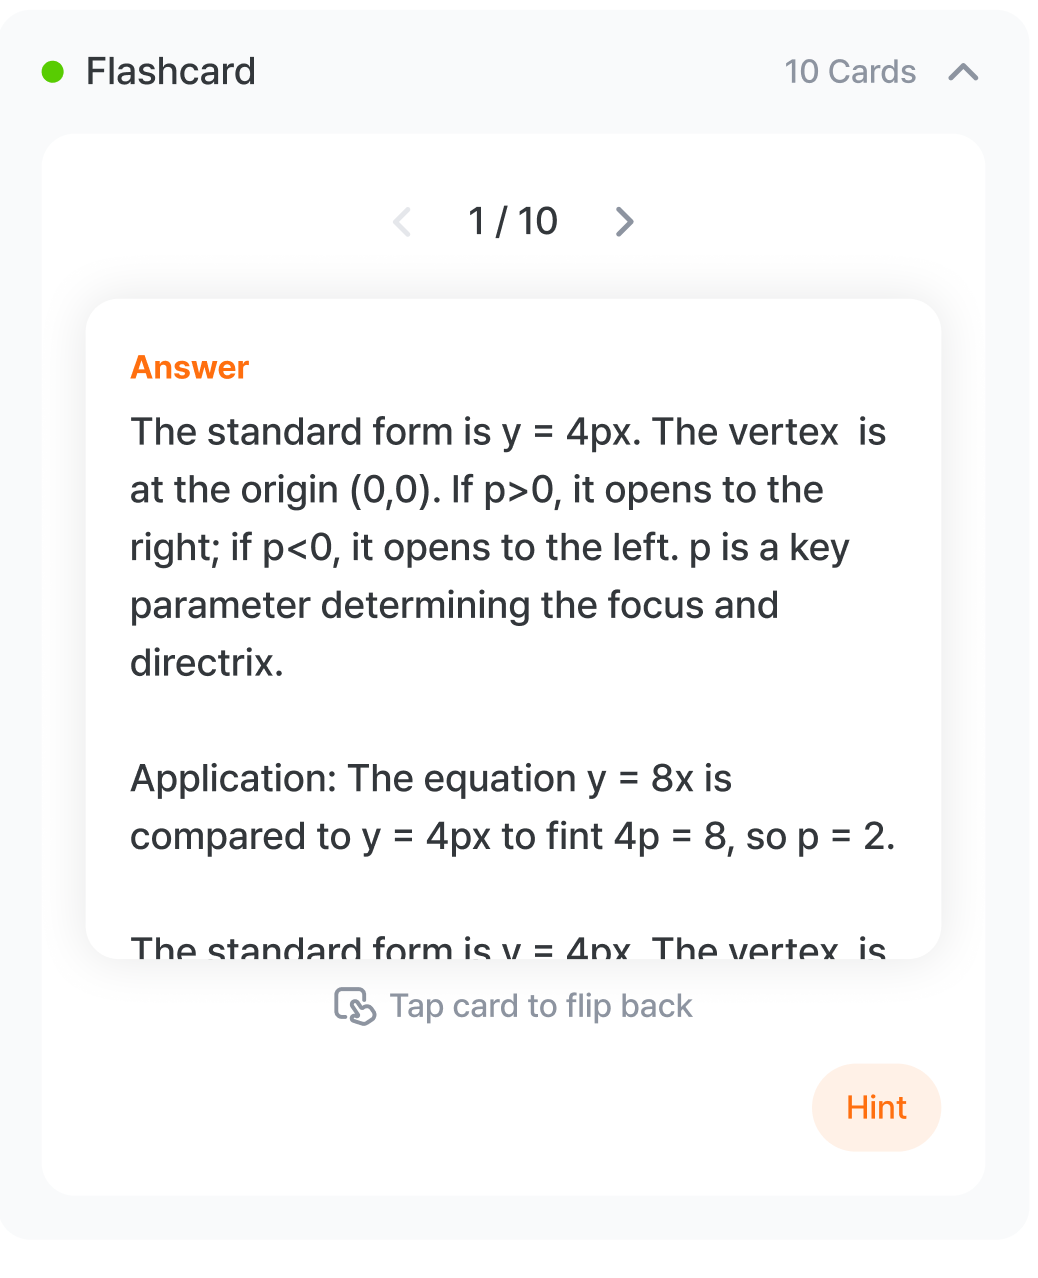 Flashcard
10 Cards
1 / 10
Answer
The standard form is y = 4px. The vertex  is
at the origin (0,0). If p>0, it opens to the
right; if p<0, it opens to the left. p is a key
parameter determining the focus and
directrix.
Application: The equation y = 8x is
compared to y = 4px to fint 4p = 8, so p = 2.
The standard form is y = 4px. The vertex  is
Tap card to flip back
Hint